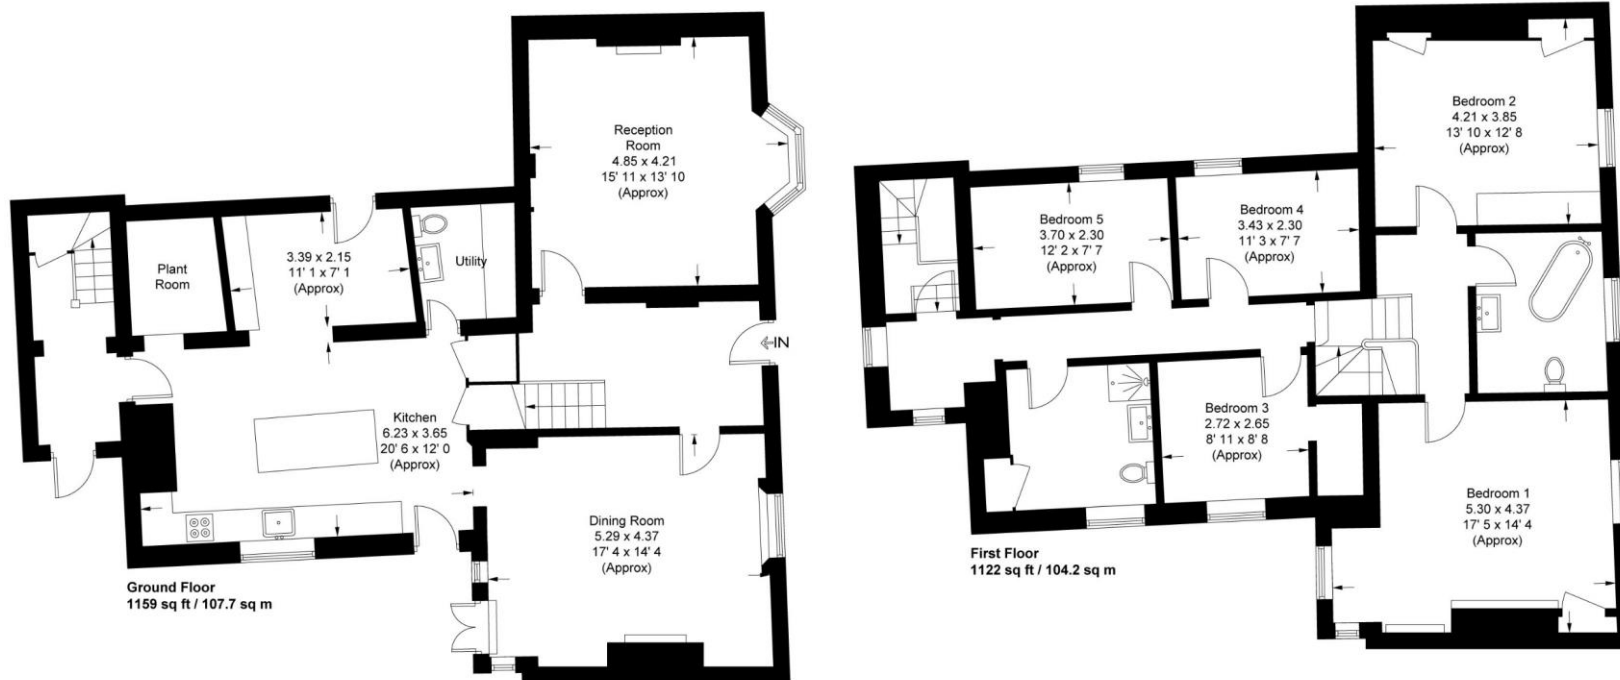 Reception
Room
4.85 x 4.21
15' 11 x 13' 10
(Approx)
Plant
Room
3.39 x 2.15
11' 1 x 7' 1
(Approx)
Utility
IN
Kitchen
6.23 x 3.65
20' 6 x 12' 0
(Approx)
Dining Room
5.29 x 4.37
17' 4 x 14' 4
(Approx)
Ground Floor
1159 sq ft / 107.7 sq m
Bedroom 2
4.21 x 3.85
13' 10 x 12' 8
(Approx)
Bedroom 5
3.70 x 2.30
12' 2 x 7' 7
(Approx)
Bedroom 4
3.43 x 2.30
11' 3 x 7' 7
(Approx)
Bedroom 3
2.72 x 2.65
8' 11 x 8' 8
(Approx)
Bedroom 1
5.30 x 4.37
17' 5 x 14' 4
(Approx)
First Floor
1122 sq ft / 104.2 sq m